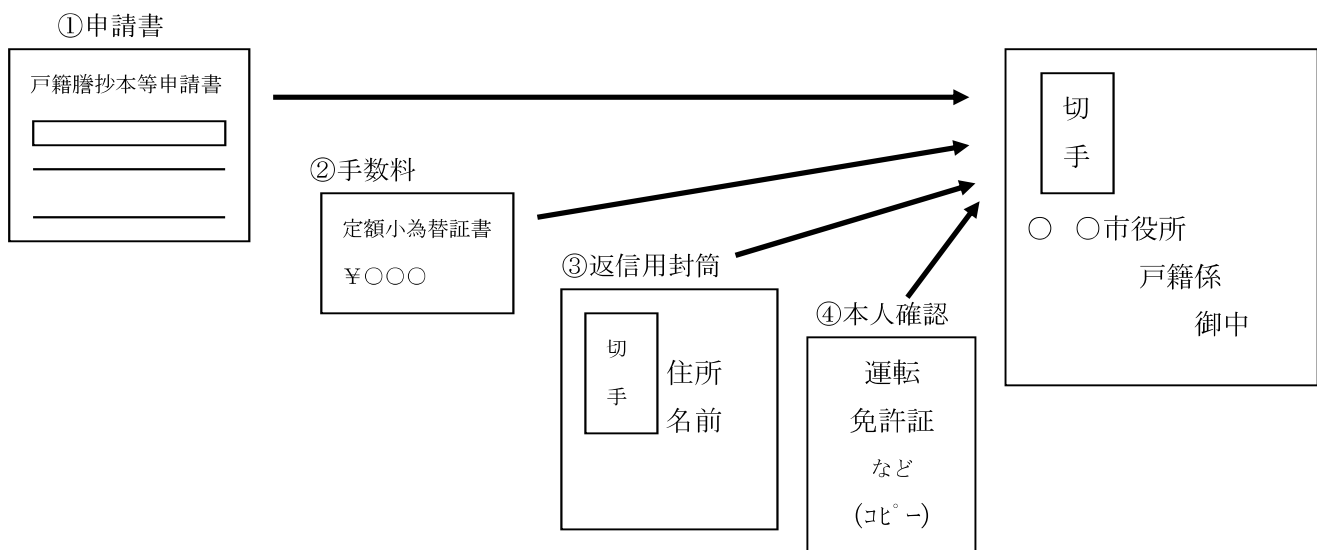 ①申請書
戸籍謄抄本等申請書
②手数料
定額小為替証書
￥○○○
③返信用封筒
切
手
住所
名前
④本人確認
運転
免許証
など
(ｺﾋﾟｰ)
切
手
○　○市役所
戸籍係
御中